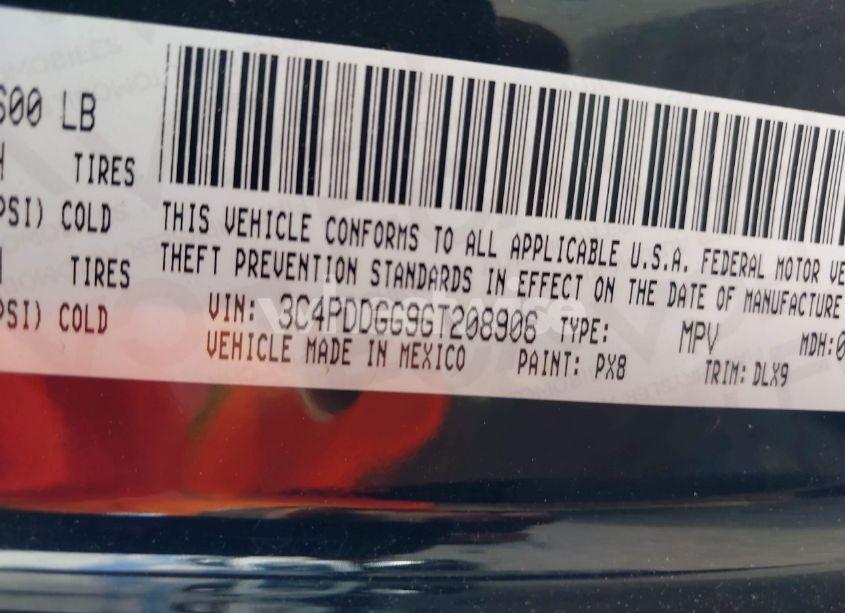 600 LB
TIRES
PSI) COLD
TIRES
PSI) COLD
THIS VEHICLE CONFORMS TO ALL APPLICABLE U.S.A. FEDERAL MOTOR VE
THEFT PREVENTION STANDARDS IN EFFECT ON THE DATE OF MANUFACTURE
VIN: 3C4PDDGG9GT208906 TYPE: MPV MDH:0
VEHICLE MADE IN MEXICO PAINT: PX8 TRIM: DLX9